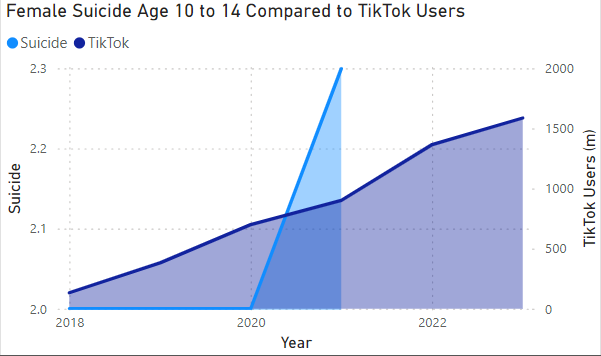 Female Suicide Age 10 to 14 Compared to TikTok Users
Suicide TikTok
2.3
2.2
2.1
2.0
Suicide
2000
1500
1000
500
0
TikTok Users (m)
2018 2020 2022
Year